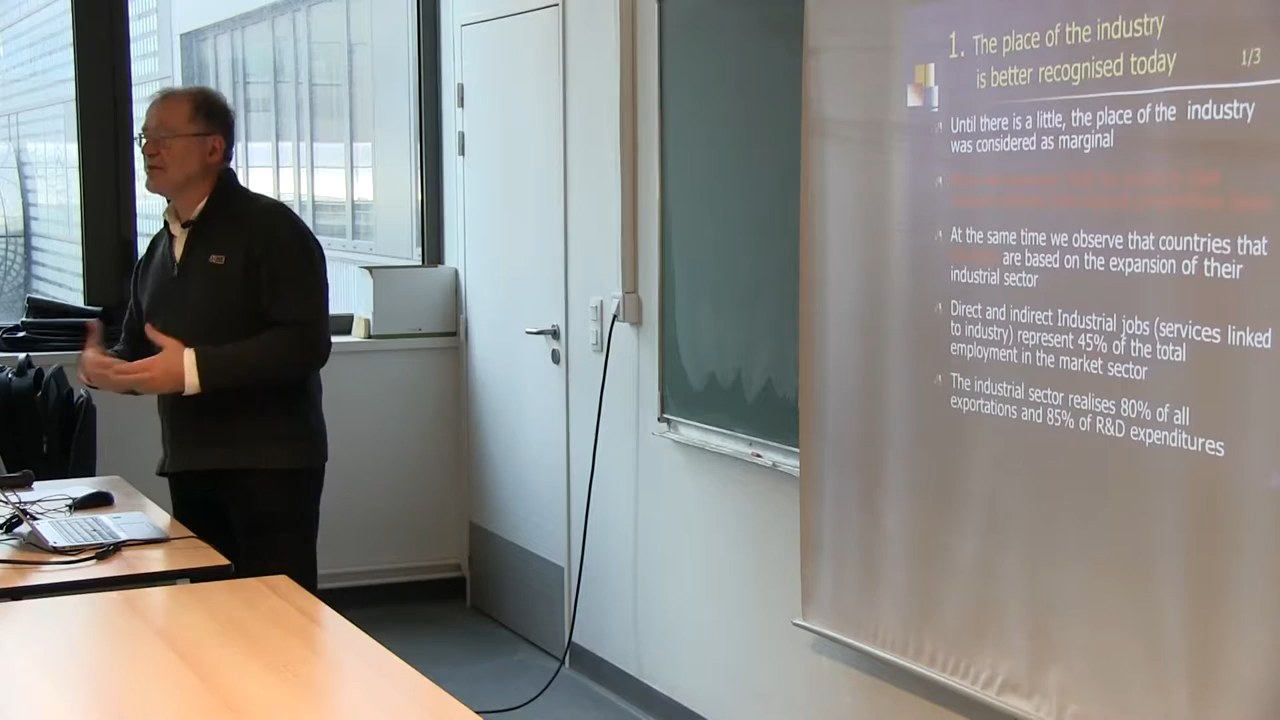 1. The place of the industry
is better recognised today
1/3
Until there is a little, the place of the industry
was considered as marginal
At the same time we observe that countries that
are based on the expansion of their
industrial sector
Direct and indirect Industrial jobs (services linked
to industry) represent 45% of the total
employment in the market sector
The industrial sector realises 80% of all
exportations and 85% of R&D expenditures